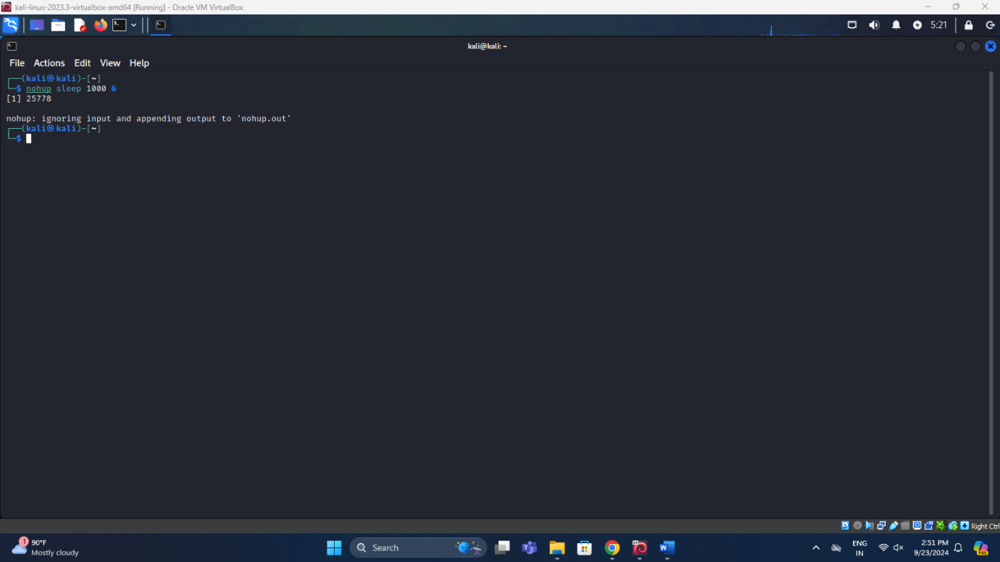 kali-linux-2023.3-virtualbox-amd64 [Running] - Oracle VM VirtualBox
5:21
kali@kali: ~
File Actions Edit View Help
┌──(kali㉿kali)-[~]
└─$ nohup sleep 1000 &
[1] 25778
nohup: ignoring input and appending output to 'nohup.out'
┌──(kali㉿kali)-[~]
└─$
Right Ctrl
1
90°F
Mostly cloudy
Search
ENG
IN
2:51 PM
9/23/2024